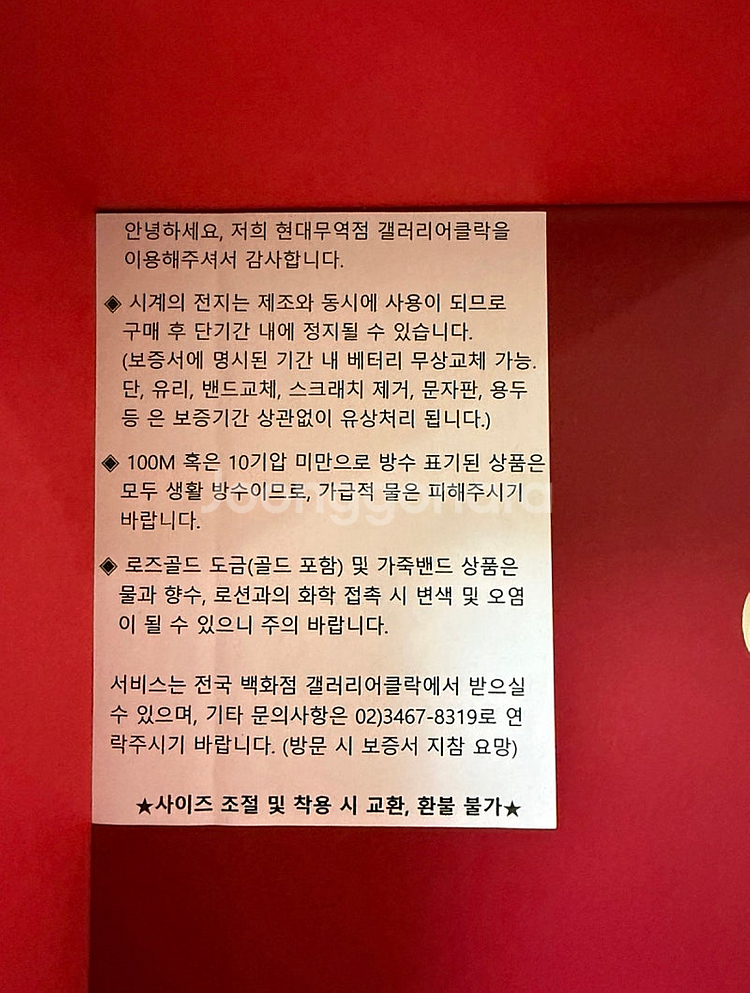 안녕하세요, 저희 현대무역점 갤러리어클락을
이용해주셔서 감사합니다.
◈ 시계의 전지는 제조와 동시에 사용이 되므로
구매 후 단기간 내에 정지될 수 있습니다.
(보증서에 명시된 기간 내 베터리 무상교체 가능.
단, 유리, 밴드교체, 스크래치 제거, 문자판, 용두
등 은 보증기간 상관없이 유상처리 됩니다.)
◈ 100M 혹은 10기압 미만으로 방수 표기된 상품은
모두 생활 방수이므로, 가급적 물은 피해주시기
바랍니다.
Joonggonara
◈ 로즈골드 도금(골드 포함) 및 가죽밴드 상품은
물과 향수, 로션과의 화학 접촉 시 변색 및 오염
이 될 수 있으니 주의 바랍니다.
서비스는 전국 백화점 갤러리어클락에서 받으실
수 있으며, 기타 문의사항은 02)3467-8319로 연
락주시기 바랍니다. (방문 시 보증서 지참 요망)
★사이즈 조절 및 착용 시 교환, 환불 불가★